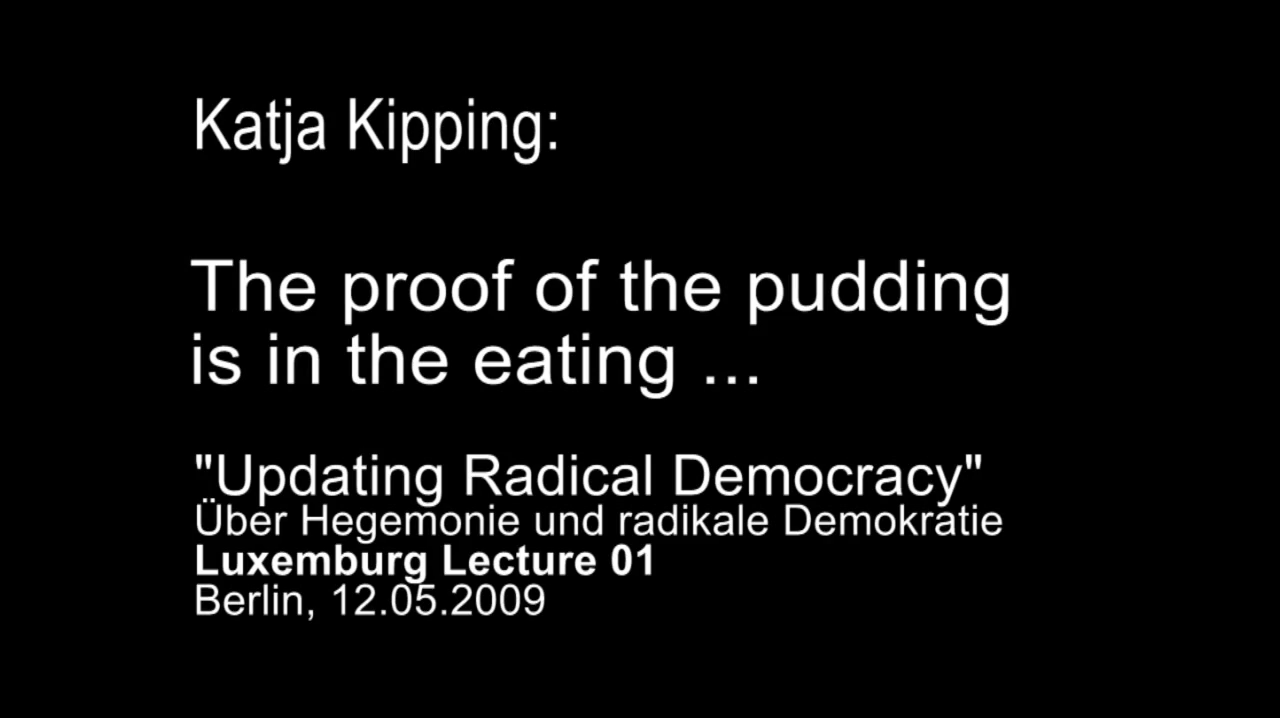 Katja Kipping:
The proof of the pudding
is in the eating ...
"Updating Radical Democracy"
Über Hegemonie und radikale Demokratie
Luxemburg Lecture 01
Berlin, 12.05.2009